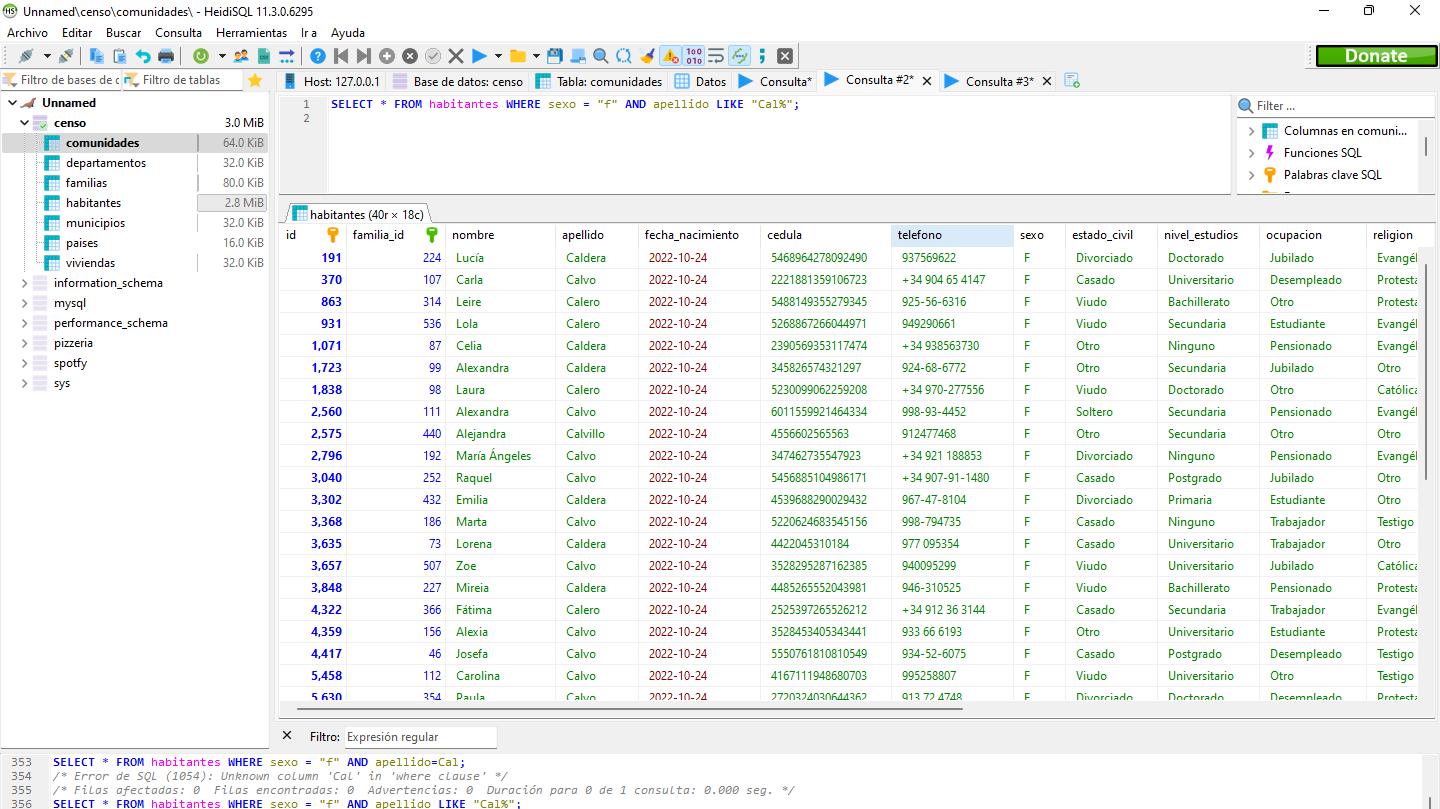 Unnamed\censo\comunidades\ - HeidiSQL 11.3.0.6295
Archivo Editar Buscar Consulta Herramientas Ir a Ayuda
Donate
Filtro de bases de c Filtro de tablas
Host: 127.0.0.1 Base de datos: censo Tabla: comunidades Datos Consulta* Consulta #2* Consulta #3*
Unnamed
censo 3.0 MiB
comunidades 64.0 KiB
departamentos 32.0 KiB
familias 80.0 KiB
habitantes 2.8 MiB
municipios 32.0 KiB
paises 16.0 KiB
viviendas 32.0 KiB
information_schema
mysql
performance_schema
pizzeria
spotfy
sys
1 SELECT * FROM habitantes WHERE sexo = "f" AND apellido LIKE "Cal%";
2
Filter ...
Columnas en comuni...
Funciones SQL
Palabras clave SQL
habitantes (40r × 18c)
id familia_id nombre apellido fecha_nacimiento cedula telefono sexo estado_civil nivel_estudios ocupacion religion
191 224 Lucía Caldera 2022-10-24 5468964278092490 937569622 F Divorciado Doctorado Jubilado Evangél
370 107 Carla Calvo 2022-10-24 2221881359106723 +34 904 65 4147 F Casado Universitario Desempleado Protesta
863 314 Leire Calero 2022-10-24 5488149355279345 925-56-6316 F Viudo Bachillerato Otro Protesta
931 536 Lola Calero 2022-10-24 5268867266044971 949290661 F Viudo Secundaria Estudiante Evangél
1,071 87 Celia Caldera 2022-10-24 2390569353117474 +34 938563730 F Otro Ninguno Pensionado Evangél
1,723 99 Alexandra Caldera 2022-10-24 345826574321297 924-68-6772 F Otro Secundaria Jubilado Otro
1,838 98 Laura Calero 2022-10-24 5230099062259208 +34 970-277556 F Viudo Doctorado Otro Católica
2,560 111 Alexandra Calvo 2022-10-24 6011559921464334 998-93-4452 F Soltero Secundaria Pensionado Evangél
2,575 440 Alejandra Calvillo 2022-10-24 4556602565563 912477468 F Otro Secundaria Otro Otro
2,796 192 María Ángeles Calvo 2022-10-24 347462735547923 +34 921 188853 F Divorciado Ninguno Pensionado Evangél
3,040 252 Raquel Calvo 2022-10-24 5456885104986171 +34 907-91-1480 F Casado Postgrado Jubilado Otro
3,302 432 Emilia Caldera 2022-10-24 4539688290029432 967-47-8104 F Divorciado Primaria Estudiante Otro
3,368 186 Marta Calvo 2022-10-24 5220624683545156 998-794735 F Casado Ninguno Trabajador Testigo
3,635 73 Lorena Caldera 2022-10-24 4422045310184 977 095354 F Casado Universitario Trabajador Otro
3,657 507 Zoe Calvo 2022-10-24 3528295287162385 940095299 F Viudo Universitario Jubilado Católica
3,848 227 Mireia Caldera 2022-10-24 4485265552043981 946-310525 F Viudo Bachillerato Pensionado Protesta
4,322 366 Fátima Calero 2022-10-24 2525397265526212 +34 912 36 3144 F Casado Secundaria Trabajador Evangél
4,359 156 Alexia Calvo 2022-10-24 3528453405343441 933 66 6193 F Otro Universitario Estudiante Protesta
4,417 46 Josefa Calvo 2022-10-24 5550761810810549 934-52-6075 F Casado Postgrado Desempleado Testigo
5,458 112 Carolina Calvo 2022-10-24 4167111948680703 995258807 F Viudo Universitario Otro Testigo
5,630 354 Paula Calvo 2022-10-24 2720324030644362 913 72 4748 F Divorciado Doctorado Desempleado Protesta
Filtro: Expresión regular
353 SELECT * FROM habitantes WHERE sexo = "f" AND apellido=Cal;
354 /* Error de SQL (1054): Unknown column 'Cal' in 'where clause' */
355 /* Filas afectadas: 0 Filas encontradas: 0 Advertencias: 0 Duración para 0 de 1 consulta: 0.000 seg. */
356 SELECT * FROM habitantes WHERE sexo = "f" AND apellido LIKE "Cal%";